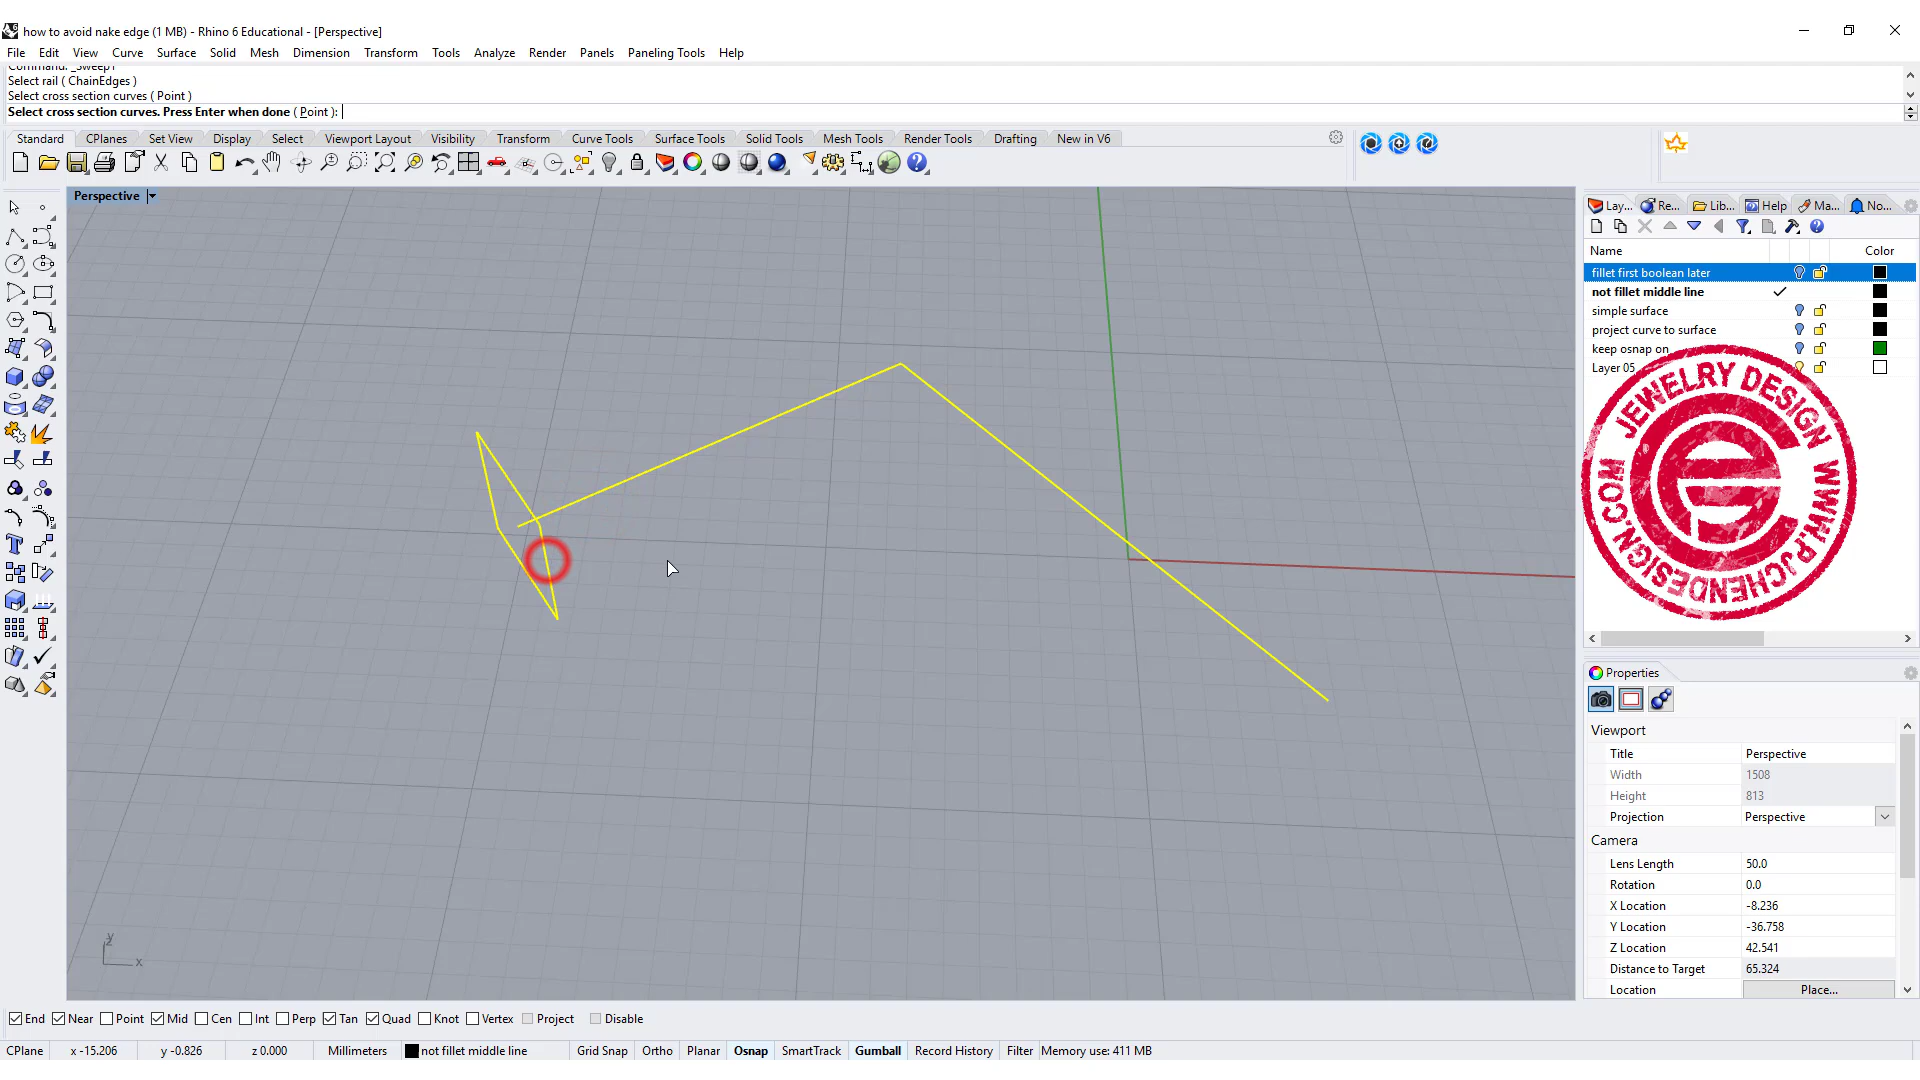 how to avoid nake edge (1 MB) - Rhino 6 Educational - [Perspective]
File Edit View Curve Surface Solid Mesh Dimension Transform Tools Analyze Render Panels Paneling Tools Help
Command: _Sweep1
Select rail ( ChainEdges )
Select cross section curves ( Point )
Select cross section curves. Press Enter when done ( Point ):
Standard CPlanes Set View Display Select Viewport Layout Visibility Transform Curve Tools Surface Tools Solid Tools Mesh Tools Render Tools Drafting New in V6
Perspective
Lay... Re... Lib... Help Ma... No...
Name Color
fillet first boolean later
not fillet middle line
simple surface
project curve to surface
keep osnap on
Layer 05
JEWELRY DESIGN WWW.PJCHENDESIGN.COM
Properties
Viewport
Title Perspective
Width 1508
Height 813
Projection Perspective
Camera
Lens Length 50.0
Rotation 0.0
X Location -8.236
Y Location -36.758
Z Location 42.541
Distance to Target 65.324
Location Place...
y
x
End Near Point Mid Cen Int Perp Tan Quad Knot Vertex Project Disable
CPlane x -15.206 y -0.826 z 0.000 Millimeters not fillet middle line Grid Snap Ortho Planar Osnap SmartTrack Gumball Record History Filter Memory use: 411 MB